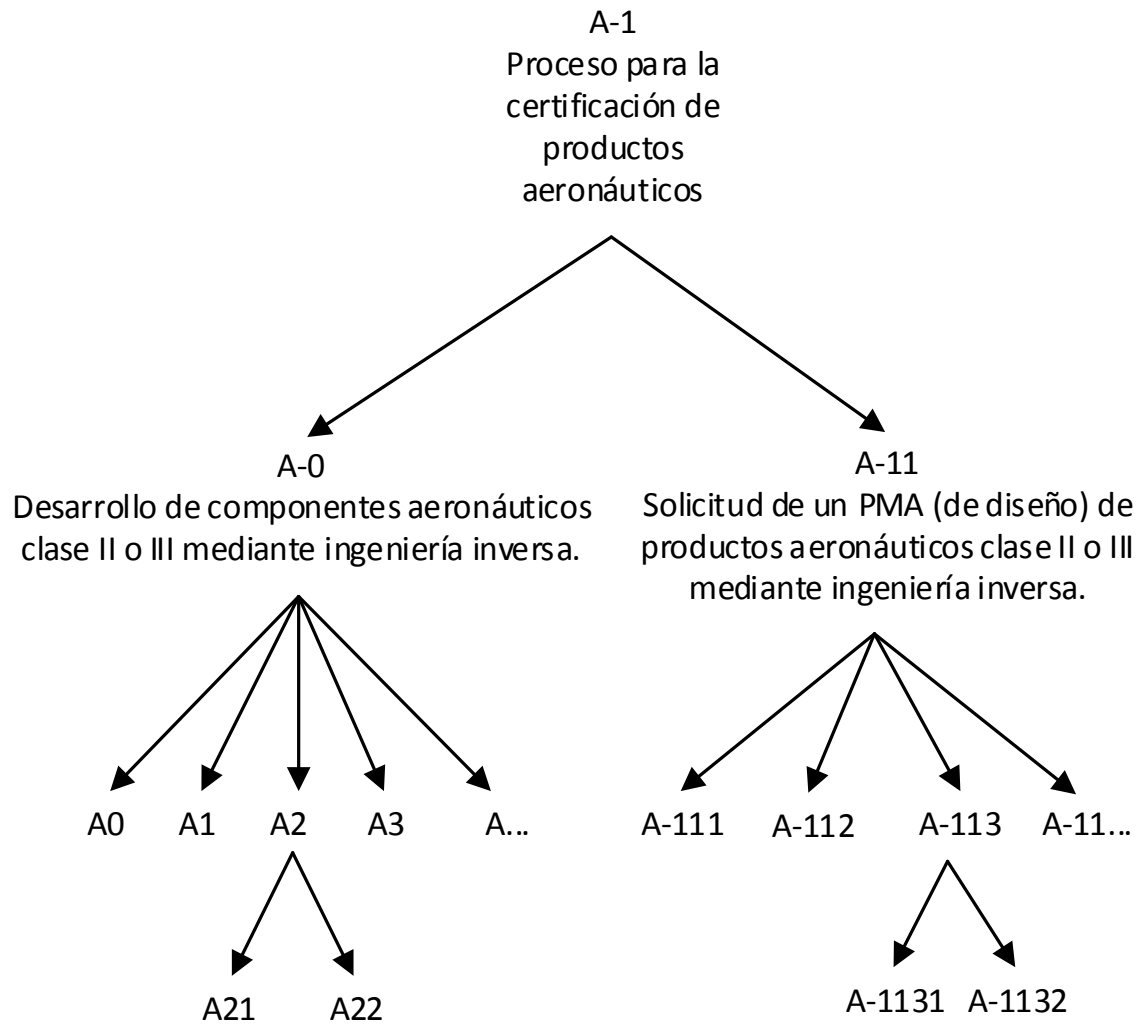 A-1
Proceso para la
certificación de
productos
aeronáuticos
A-0
Desarrollo de componentes aeronáuticos
clase II o III mediante ingeniería inversa.
A-11
Solicitud de un PMA (de diseño) de
productos aeronáuticos clase II o III
mediante ingeniería inversa.
A0 A1 A2 A3 A...
A-111 A-112 A-113 A-11...
A21 A22
A-1131 A-1132